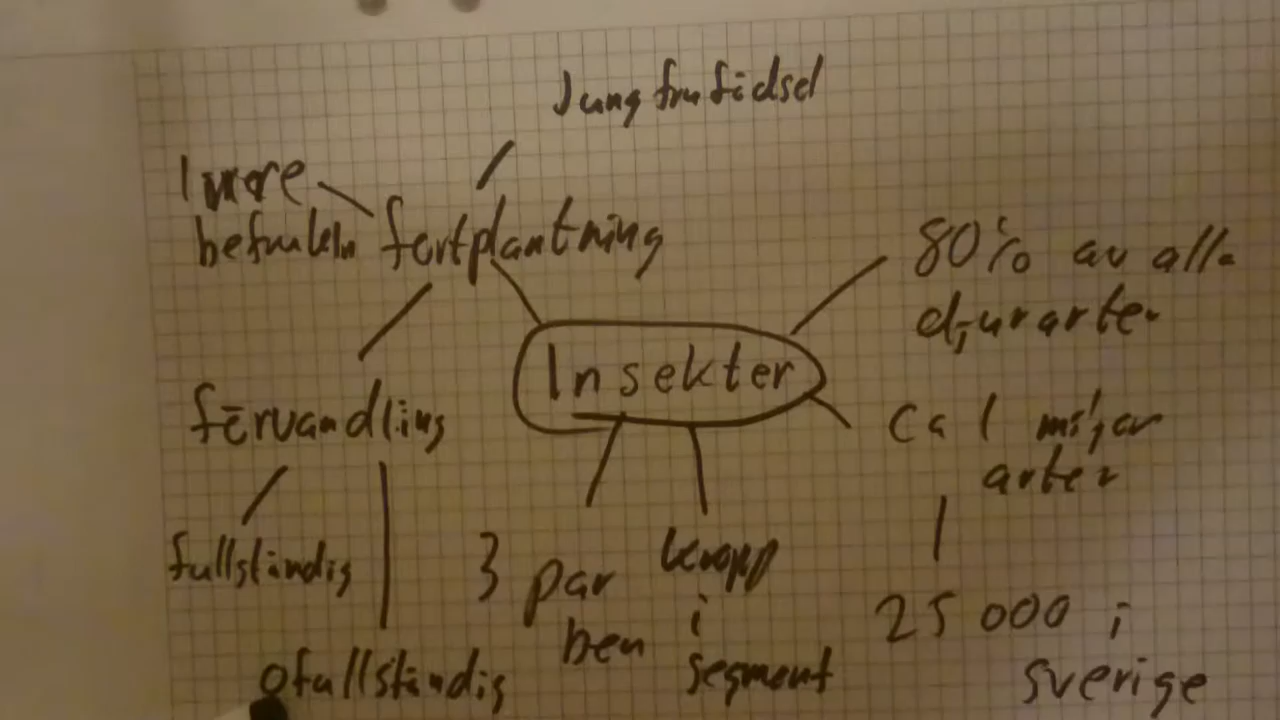 Jungfrufödsel
Inre
befruktn
fortplantning
80% av alla
djurarter
Insekter
förvandling
ca 1 miljon
arter
fullständig
3 par
ben
kropp
i
segment
25 000 i
sverige
ofullständig